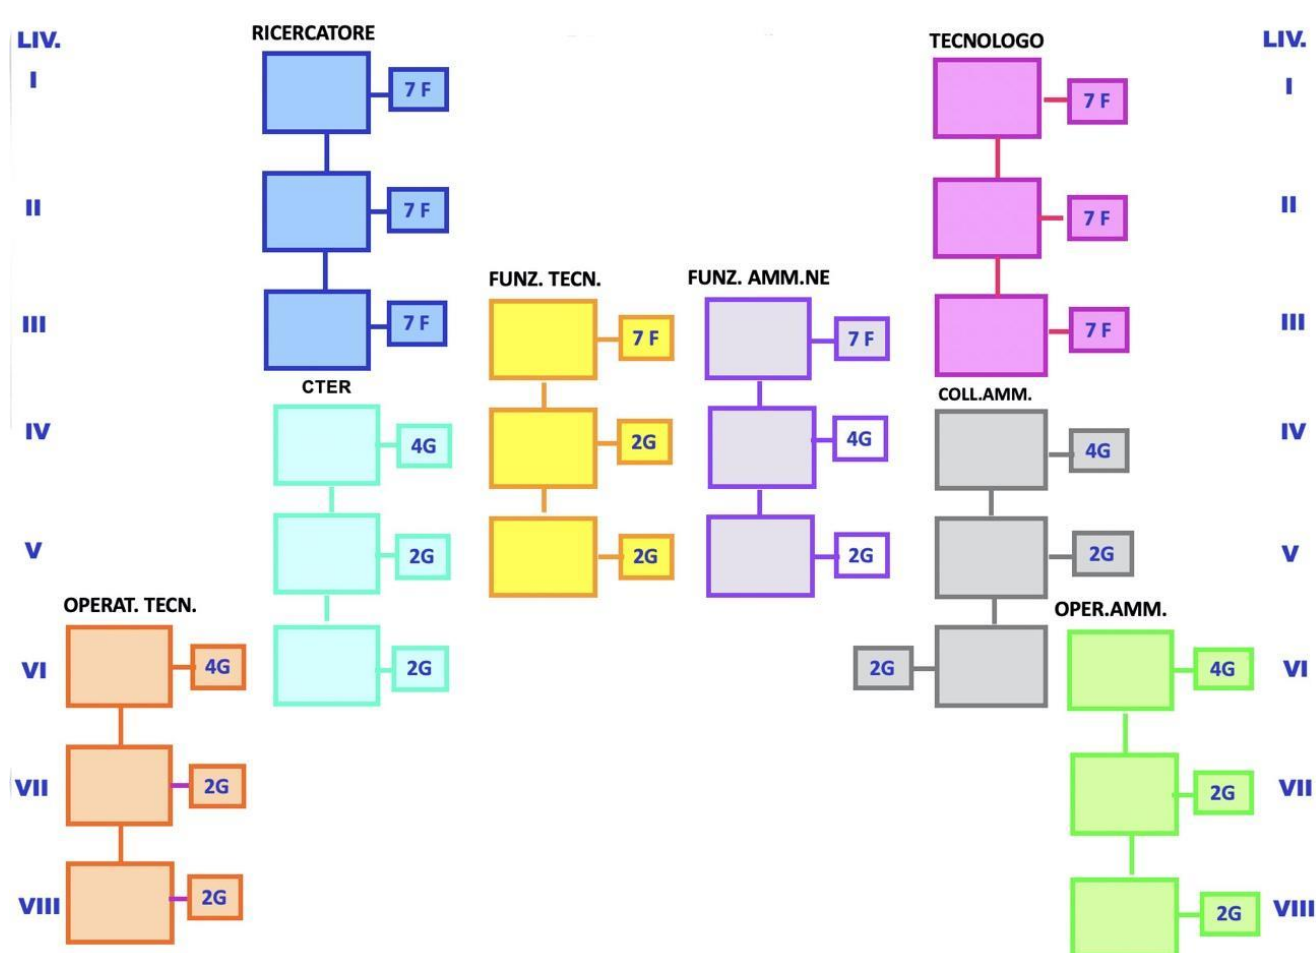 LIV.
RICERCATORE
TECNOLOGO
LIV.
I
7 F
7 F
I
II
7 F
7 F
II
FUNZ. TECN.
FUNZ. AMM.NE
III
7 F
7 F
7 F
7 F
III
CTER
COLL.AMM.
IV
4G
2G
4G
4G
IV
V
2G
2G
2G
2G
V
OPERAT. TECN.
OPER.AMM.
VI
4G
2G
2G
4G
VI
VII
2G
2G
VII
VIII
2G
2G
VIII